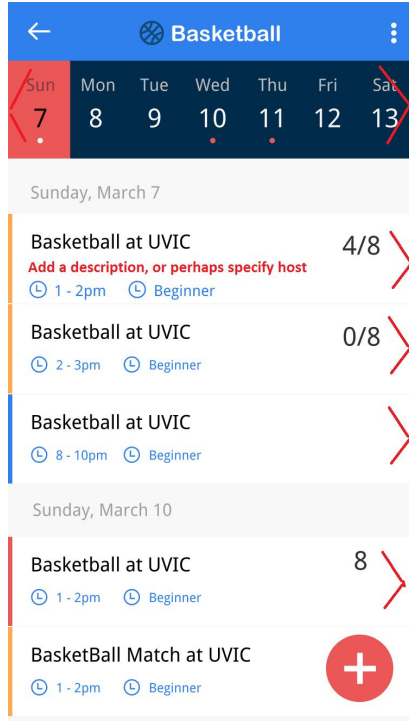 Basketball
Sun Mon Tue Wed Thu Fri Sat
7 8 9 10 11 12 13
Sunday, March 7
Basketball at UVIC 4/8
Add a description, or perhaps specify host
1 - 2pm Beginner
Basketball at UVIC 0/8
2 - 3pm Beginner
Basketball at UVIC
8 - 10pm Beginner
Sunday, March 10
Basketball at UVIC 8
1 - 2pm Beginner
BasketBall Match at UVIC
1 - 2pm Beginner